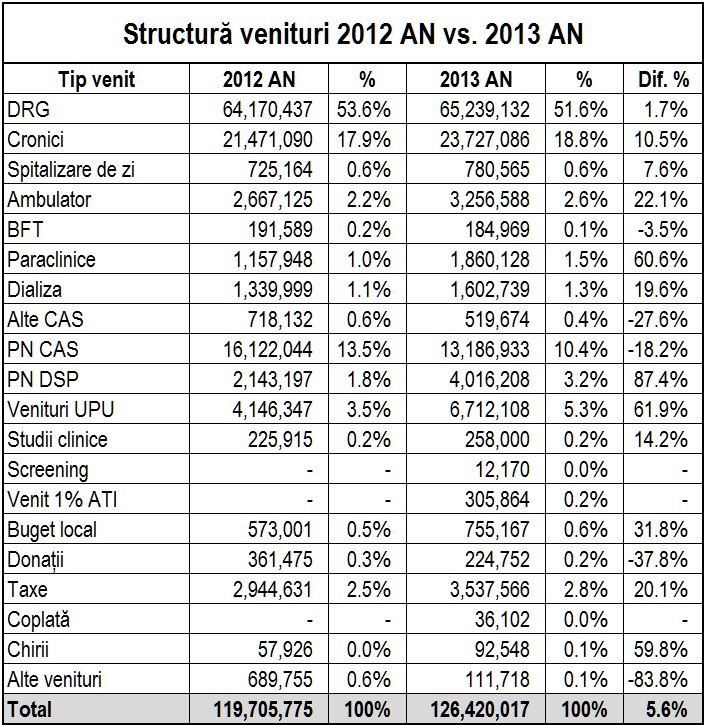 Structură venituri 2012 AN vs. 2013 AN
Tip venit 2012 AN % 2013 AN % Dif. %
DRG 64,170,437 53.6% 65,239,132 51.6% 1.7%
Cronici 21,471,090 17.9% 23,727,086 18.8% 10.5%
Spitalizare de zi 725,164 0.6% 780,565 0.6% 7.6%
Ambulator 2,667,125 2.2% 3,256,588 2.6% 22.1%
BFT 191,589 0.2% 184,969 0.1% -3.5%
Paraclinice 1,157,948 1.0% 1,860,128 1.5% 60.6%
Dializa 1,339,999 1.1% 1,602,739 1.3% 19.6%
Alte CAS 718,132 0.6% 519,674 0.4% -27.6%
PN CAS 16,122,044 13.5% 13,186,933 10.4% -18.2%
PN DSP 2,143,197 1.8% 4,016,208 3.2% 87.4%
Venituri UPU 4,146,347 3.5% 6,712,108 5.3% 61.9%
Studii clinice 225,915 0.2% 258,000 0.2% 14.2%
Screening - - 12,170 0.0% -
Venit 1% ATI - - 305,864 0.2% -
Buget local 573,001 0.5% 755,167 0.6% 31.8%
Donații 361,475 0.3% 224,752 0.2% -37.8%
Taxe 2,944,631 2.5% 3,537,566 2.8% 20.1%
Coplată - - 36,102 0.0% -
Chirii 57,926 0.0% 92,548 0.1% 59.8%
Alte venituri 689,755 0.6% 111,718 0.1% -83.8%
Total 119,705,775 100% 126,420,017 100% 5.6%